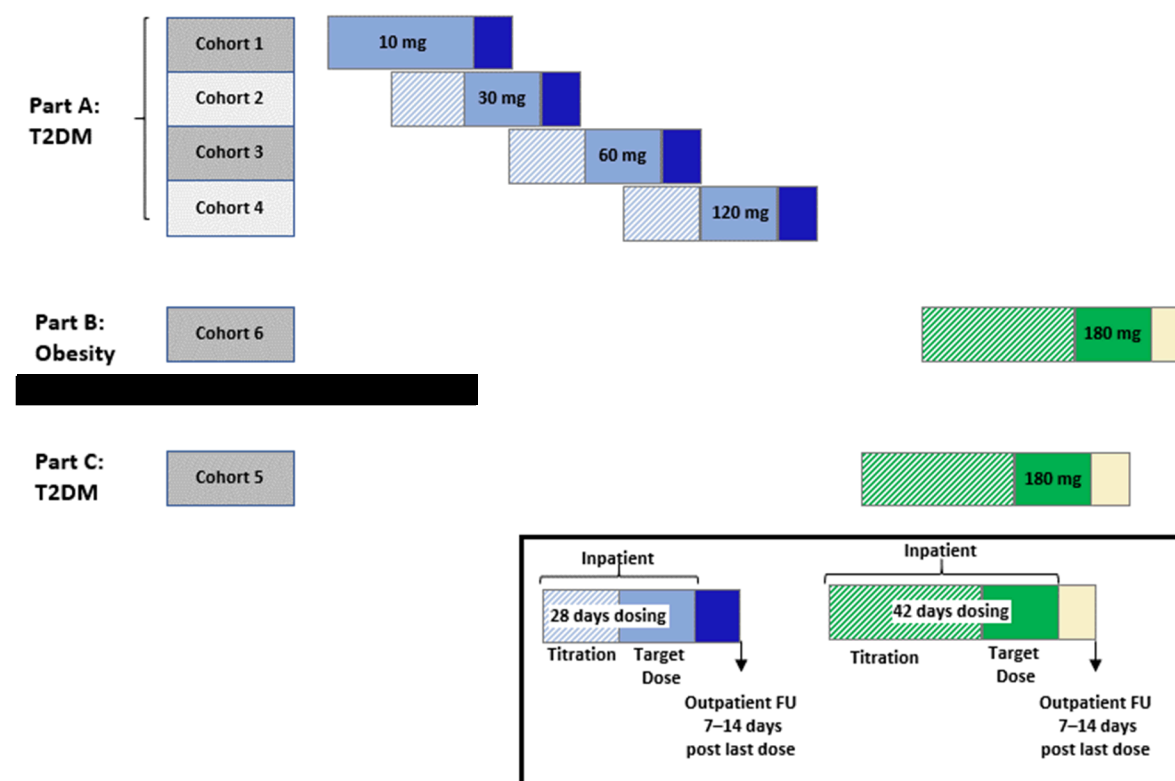 Part A:
T2DM
Cohort 1
Cohort 2
Cohort 3
Cohort 4
10 mg
30 mg
60 mg
120 mg
Part B:
Obesity
Cohort 6
180 mg
Part C:
T2DM
Cohort 5
180 mg
Inpatient
28 days dosing
Titration
Target
Dose
Outpatient FU
7–14 days
post last dose
Inpatient
42 days dosing
Titration
Target
Dose
Outpatient FU
7–14 days
post last dose